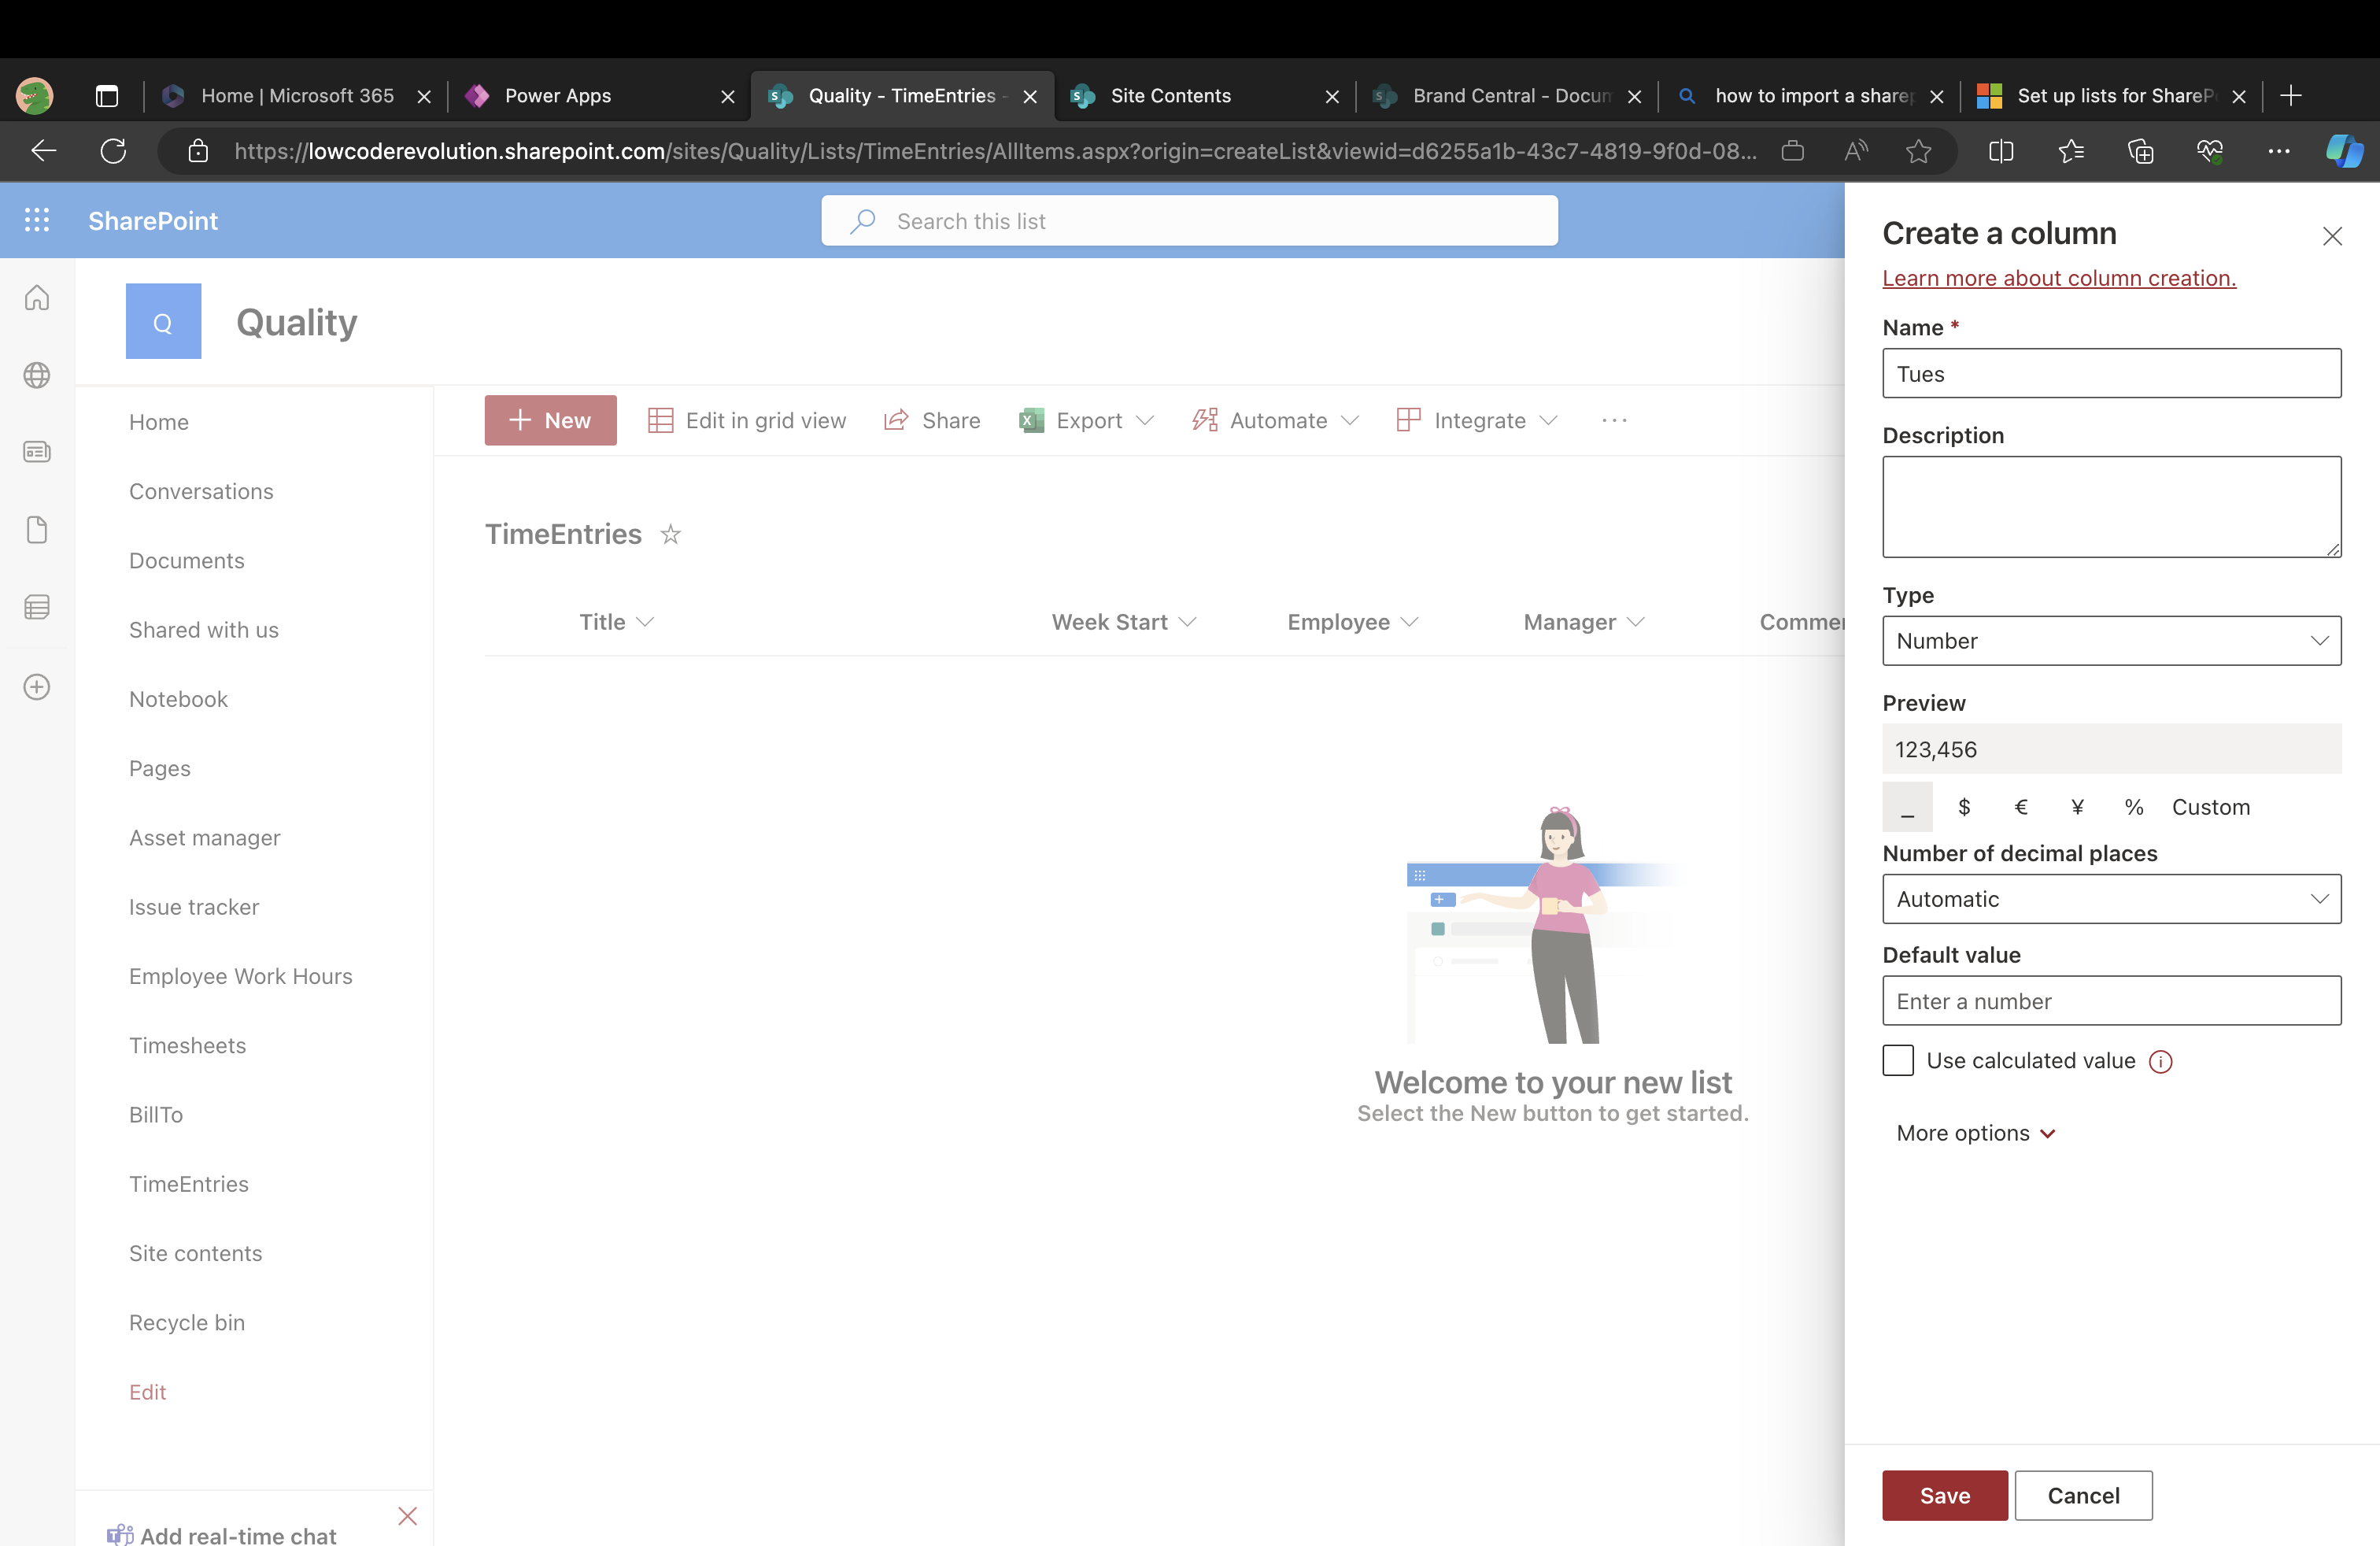 Home | Microsoft 365
Power Apps
Quality - TimeEntries -
Site Contents
Brand Central - Docum
how to import a sharep
Set up lists for SharePo
https://lowcoderevolution.sharepoint.com/sites/Quality/Lists/TimeEntries/AllItems.aspx?origin=createList&viewid=d6255a1b-43c7-4819-9f0d-08...
SharePoint
Search this list
Q
Quality
Home
Conversations
Documents
Shared with us
Notebook
Pages
Asset manager
Issue tracker
Employee Work Hours
Timesheets
BillTo
TimeEntries
Site contents
Recycle bin
Edit
Add real-time chat
+ New
Edit in grid view
Share
Export
Automate
Integrate
...
TimeEntries
Title
Week Start
Employee
Manager
Commen
Welcome to your new list
Select the New button to get started.
Create a column
Learn more about column creation.
Name *
Tues
Description
Type
Number
Preview
123,456
_ $ € ¥ % Custom
Number of decimal places
Automatic
Default value
Enter a number
Use calculated value
More options
Save
Cancel